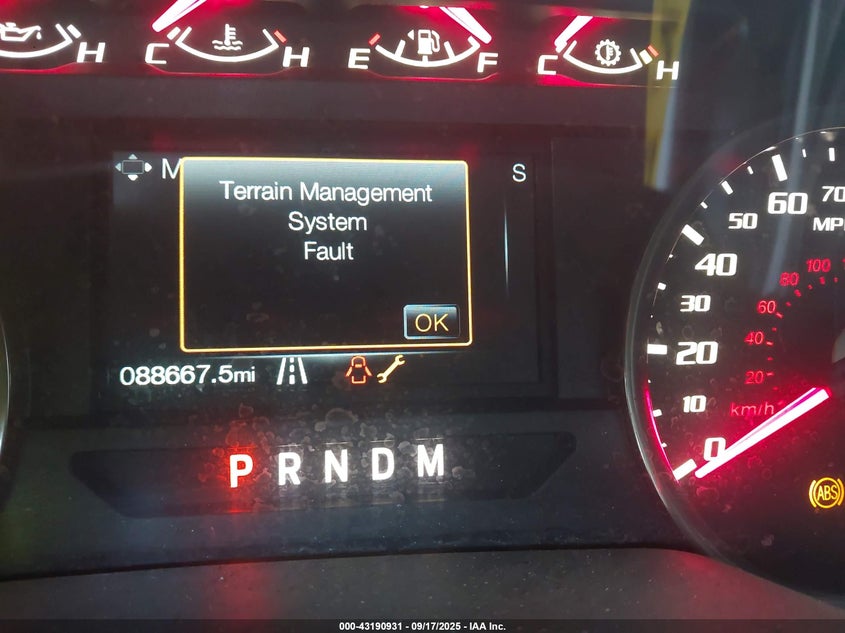 H
C H
E F
C H
M
S
Terrain Management
System
Fault
OK
088667.5mi
P R N D M
70
60
50
MP
40
30
20
10
0
100
80
60
40
20
km/h
ABS
000-43190931 - 09/17/2025 - IAA Inc.